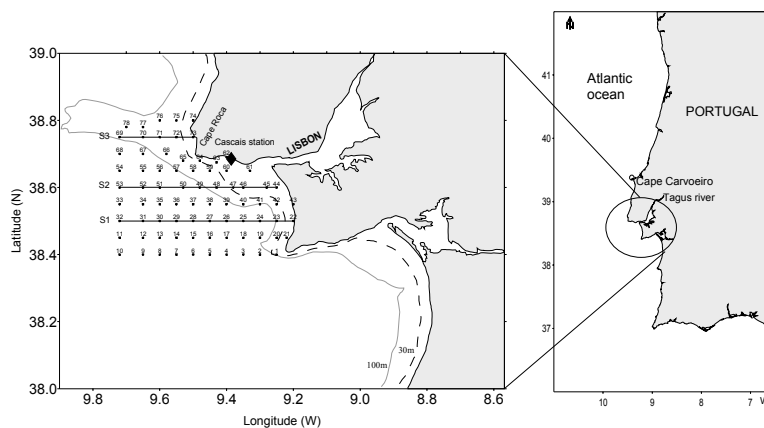 39.0
38.8
38.6
38.4
38.2
38.0
Latitude (N)
9.8 9.6 9.4 9.2 9.0 8.8 8.6
Longitude (W)
76 75 74
78 77
69 70 71 72 73
S3
Cape Roca
Cascais station
LISBON
68 67 66
65 63 62
54 55 56 57 58 59 60 61
S2
53 52 51 50 49 48 47 46 45 44
33 34 35 36 37 38 39 40 41 42 43
S1
32 31 30 29 28 27 26 25 24 23 22
11 12 13 14 15 16 17 18 19 20 21
10 9 8 7 6 5 4 3 2 1
100m
30m
41
40
39
38
37
Atlantic
ocean
PORTUGAL
Cape Carvoeiro
Tagus river
10 9 8 7